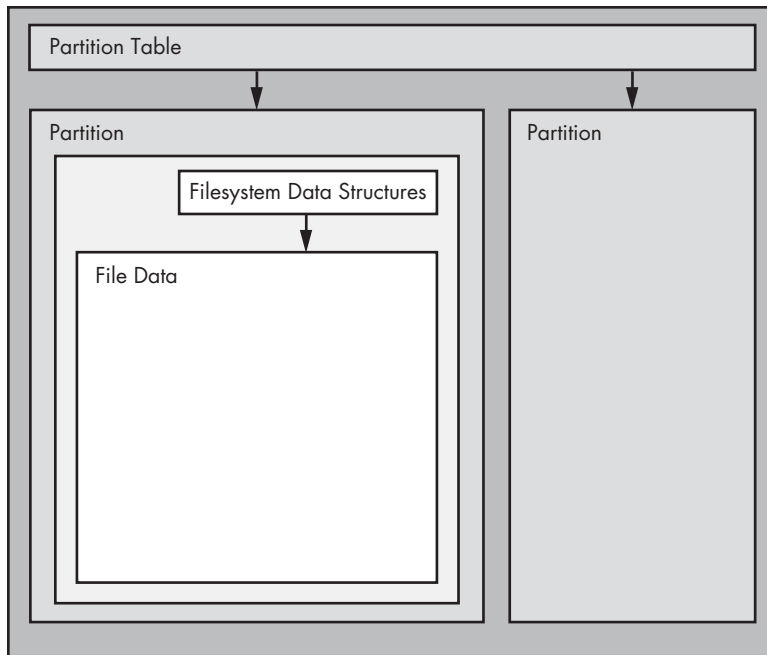 Partition Table
Partition
Partition
Filesystem Data Structures
File Data